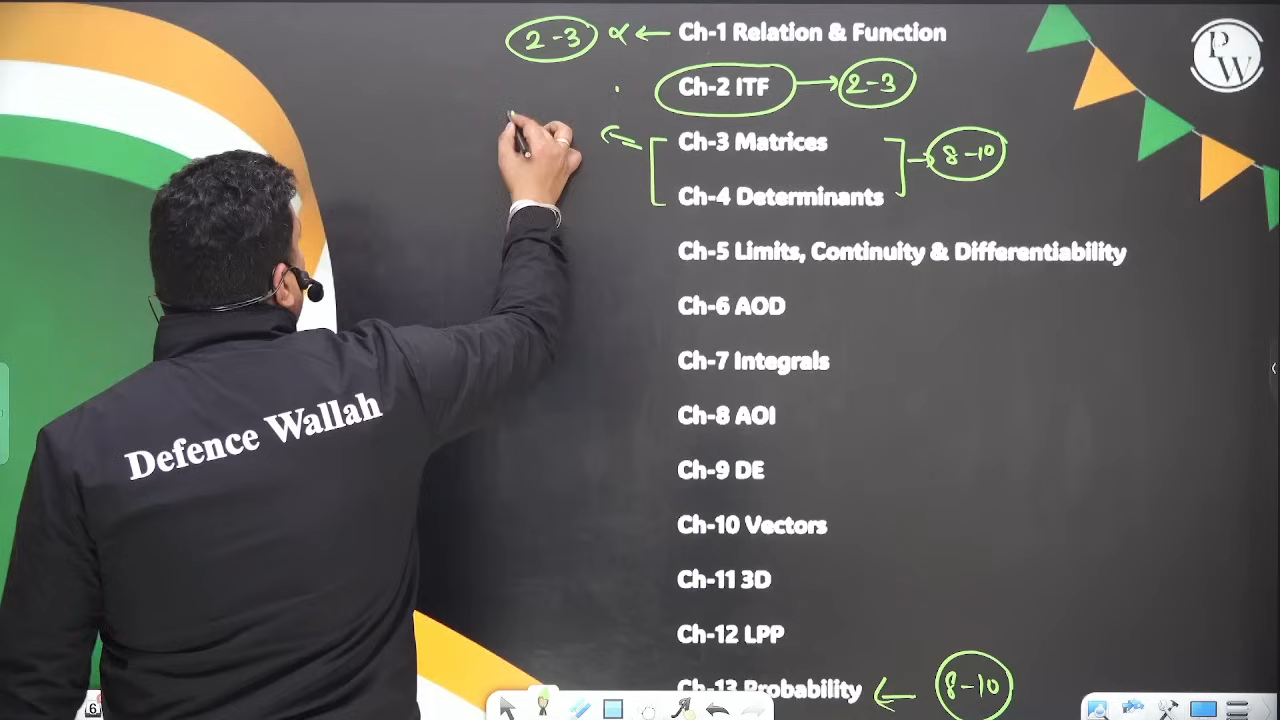 2-3 α ← Ch-1 Relation & Function
Ch-2 ITF → 2-3
Ch-3 Matrices
8-10
Ch-4 Determinants
Ch-5 Limits, Continuity & Differentiability
Ch-6 AOD
Ch-7 Integrals
Ch-8 AOI
Ch-9 DE
Ch-10 Vectors
Ch-11 3D
Ch-12 LPP
Ch-13 Probability ← 8-10
PW
Defence Wallah
6